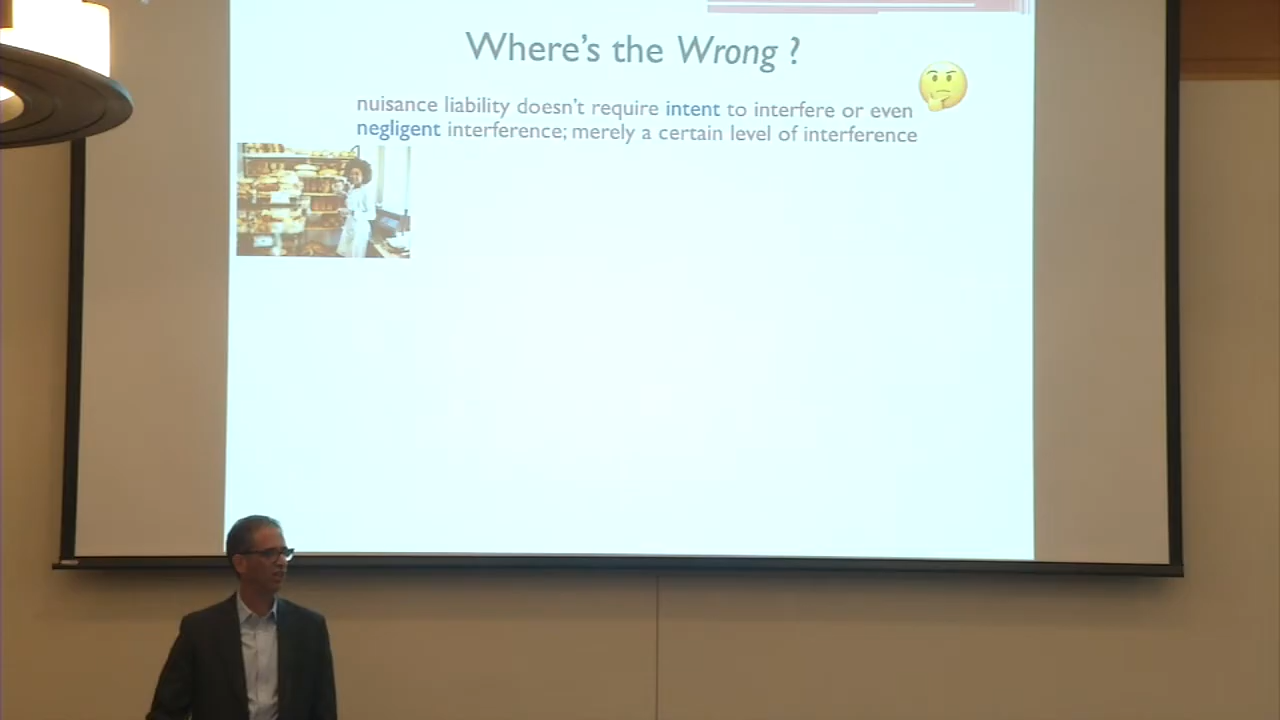 Where's the Wrong ?
nuisance liability doesn't require intent to interfere or even
negligent interference; merely a certain level of interference